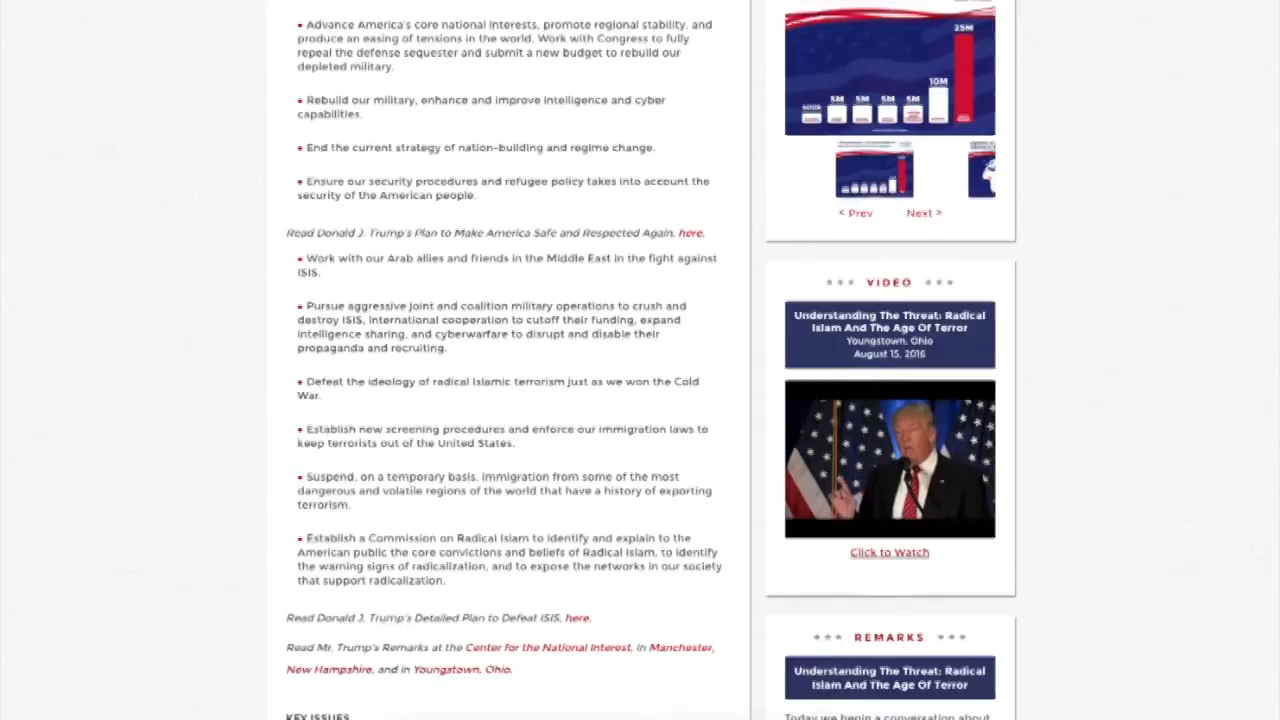 • Advance America's core national interests, promote regional stability, and
produce an easing of tensions in the world. Work with Congress to fully
repeal the defense sequester and submit a new budget to rebuild our
depleted military.
• Rebuild our military, enhance and improve intelligence and cyber
capabilities.
• End the current strategy of nation-building and regime change.
• Ensure our security procedures and refugee policy takes into account the
security of the American people.
Read Donald J. Trump's Plan to Make America Safe and Respected Again, here.
• Work with our Arab allies and friends in the Middle East in the fight against
ISIS.
• Pursue aggressive joint and coalition military operations to crush and
destroy ISIS, international cooperation to cutoff their funding, expand
intelligence sharing, and cyberwarfare to disrupt and disable their
propaganda and recruiting.
• Defeat the ideology of radical Islamic terrorism just as we won the Cold
War.
• Establish new screening procedures and enforce our immigration laws to
keep terrorists out of the United States.
• Suspend, on a temporary basis, immigration from some of the most
dangerous and volatile regions of the world that have a history of exporting
terrorism.
• Establish a Commission on Radical Islam to identify and explain to the
American public the core convictions and beliefs of Radical Islam, to identify
the warning signs of radicalization, and to expose the networks in our society
that support radicalization.
Read Donald J. Trump's Detailed Plan to Defeat ISIS, here.
Read Mr. Trump's Remarks at the Center for the National Interest, in Manchester,
New Hampshire, and in Youngstown, Ohio.
KEY ISSUES
25M
10M
500k 5M 5M 5M 5M
< Prev Next >
VIDEO
Understanding The Threat: Radical
Islam And The Age Of Terror
Youngstown, Ohio
August 15, 2016
Click to Watch
REMARKS
Understanding The Threat: Radical
Islam And The Age Of Terror
Today we begin a conversation about